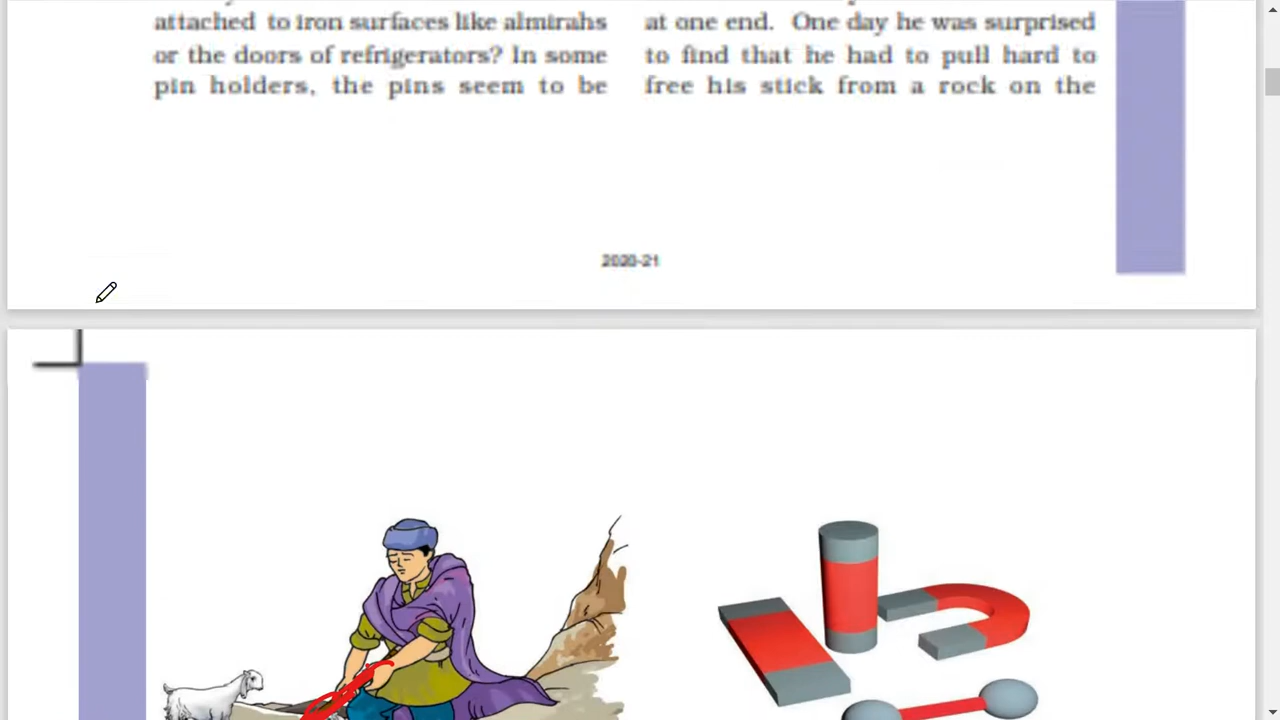 attached to iron surfaces like almirahs
or the doors of refrigerators? In some
pin holders, the pins seem to be
at one end. One day he was surprised
to find that he had to pull hard to
free his stick from a rock on the
2020-21